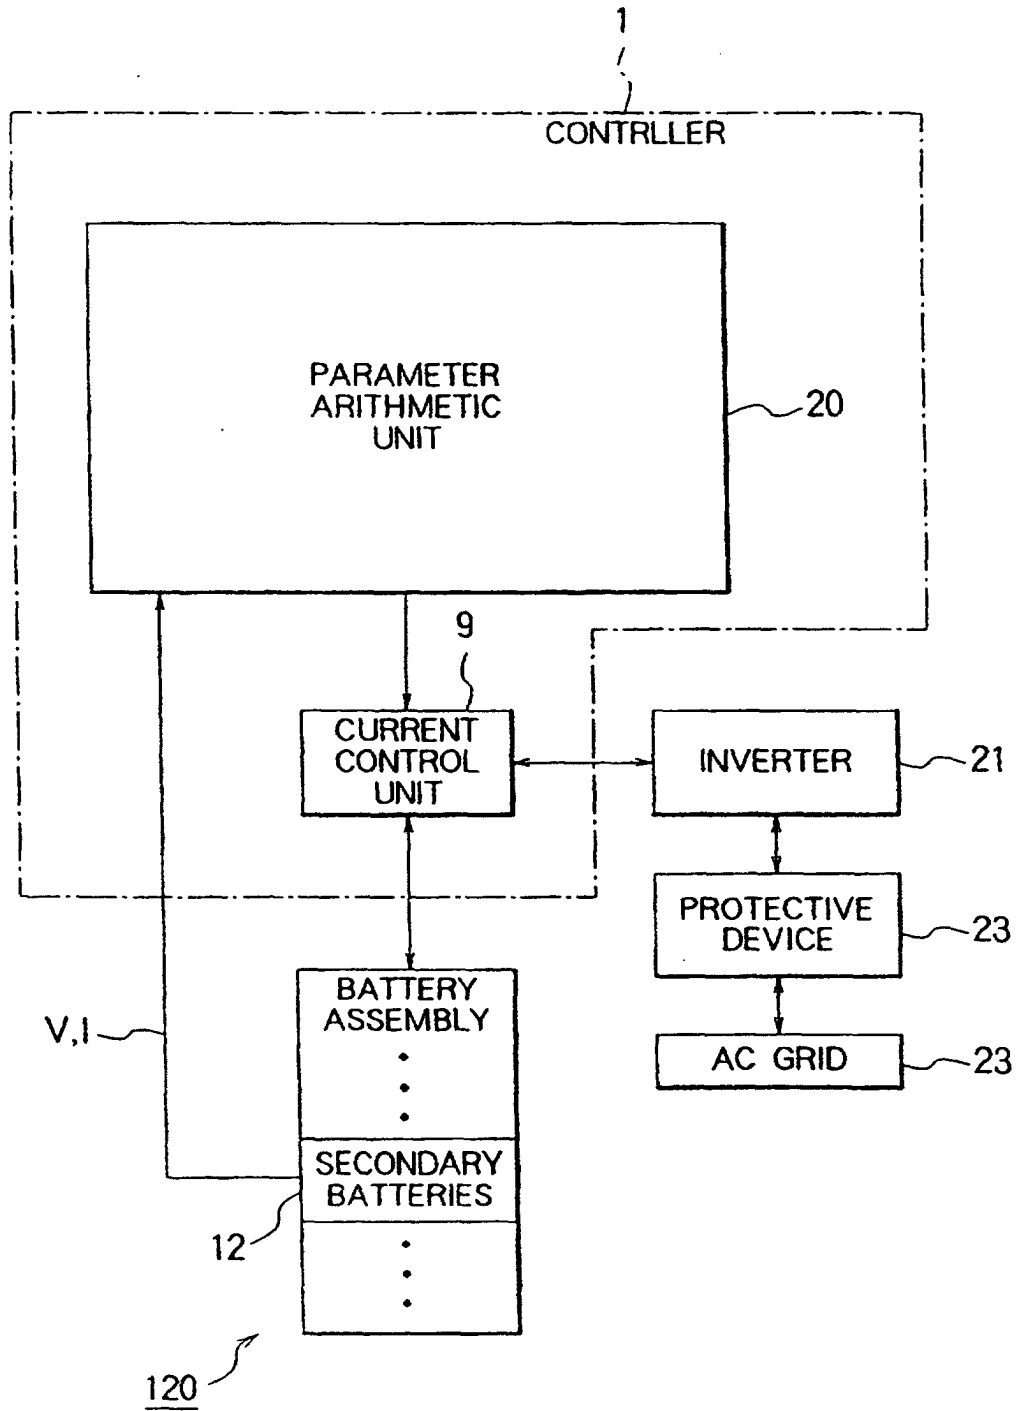 1
CONTRLLER
PARAMETER
ARITHMETIC
UNIT
20
9
CURRENT
CONTROL
UNIT
INVERTER
21
PROTECTIVE
DEVICE
23
BATTERY
ASSEMBLY
V,I
AC GRID
23
SECONDARY
BATTERIES
12
120